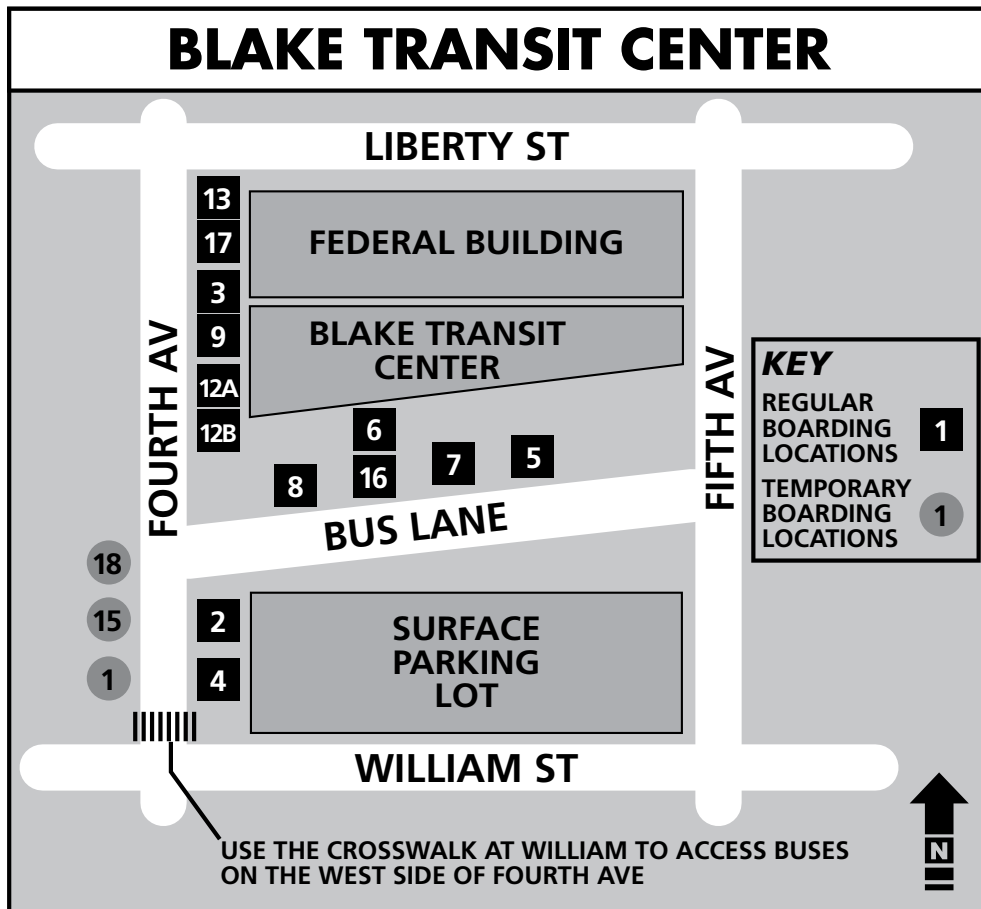 BLAKE TRANSIT CENTER
LIBERTY ST
13
17
3
9
12A
12B
FEDERAL BUILDING
BLAKE TRANSIT
CENTER
FOURTH AV
FIFTH AV
6
16
8
7
5
BUS LANE
KEY
REGULAR
BOARDING
LOCATIONS
1
TEMPORARY
BOARDING
LOCATIONS
1
18
15
1
2
4
SURFACE
PARKING
LOT
WILLIAM ST
USE THE CROSSWALK AT WILLIAM TO ACCESS BUSES
ON THE WEST SIDE OF FOURTH AVE
N